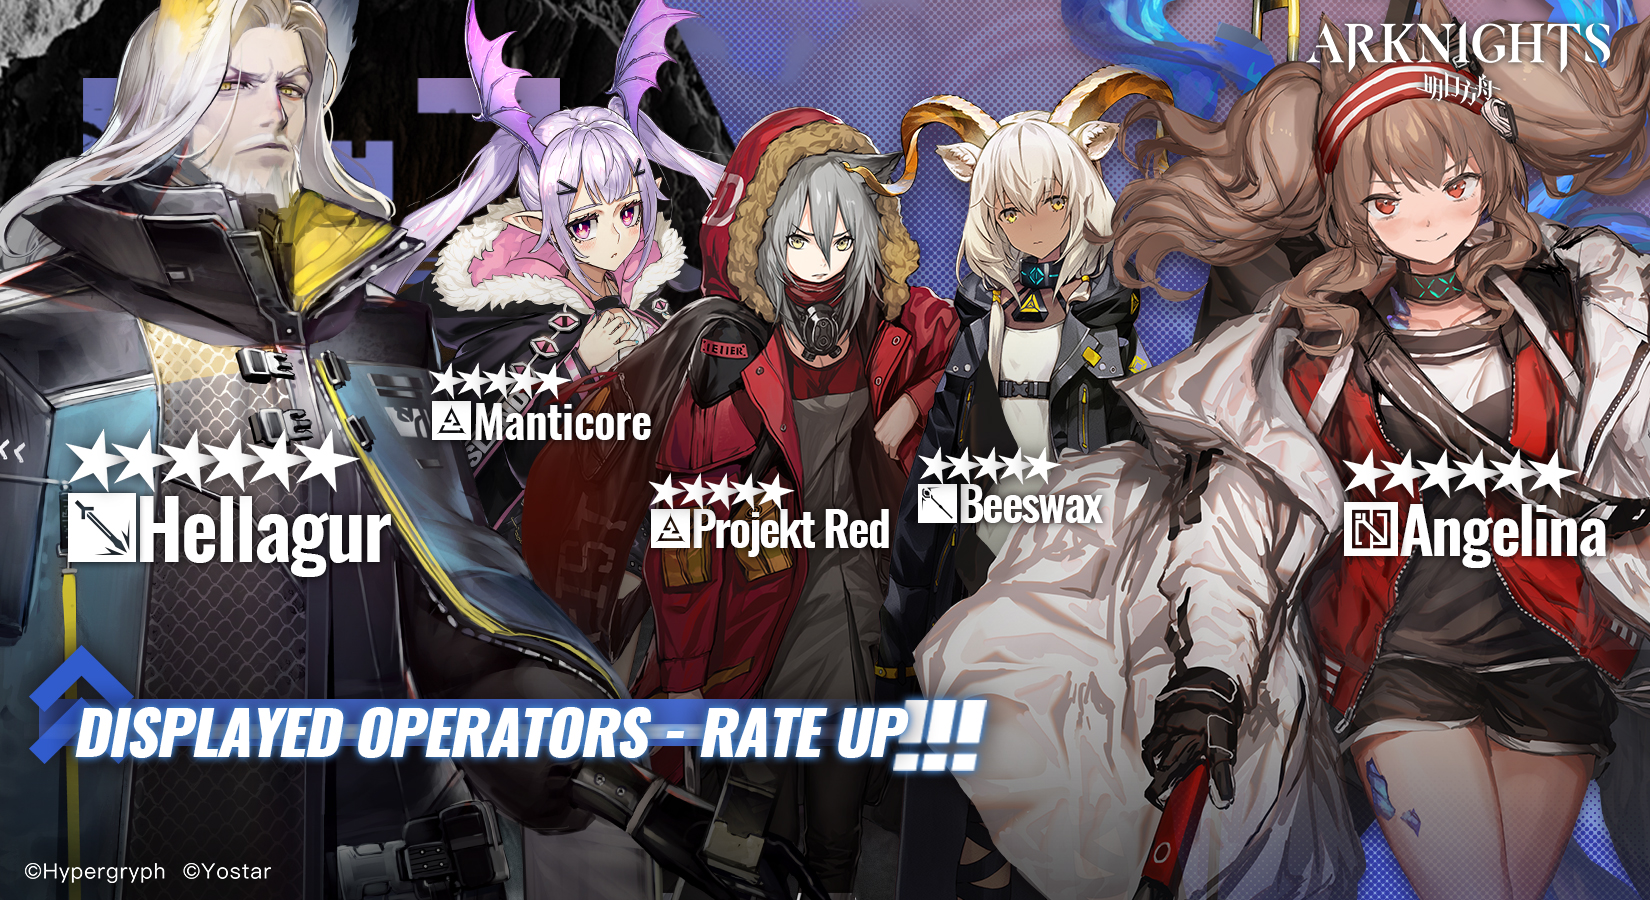 ARKNIGHTS
明日方舟
Manticore
Hellagur
Projekt Red
Beeswax
Angelina
DISPLAYED OPERATORS - RATE UP!!!
©Hypergryph ©Yostar